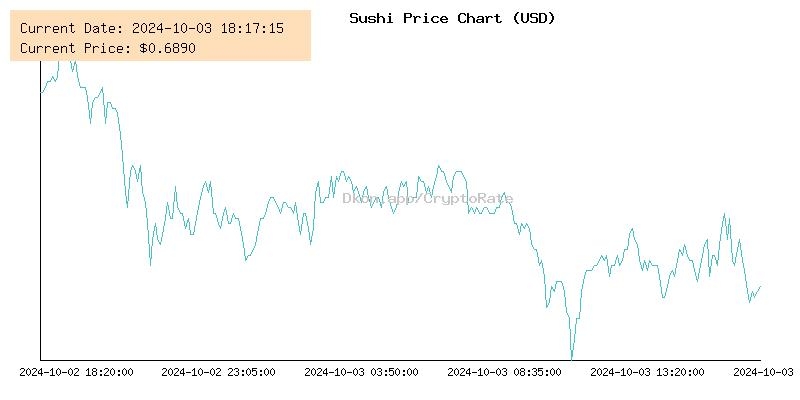 Sushi Price Chart (USD)
Current Date: 2024-10-03 18:17:15
Current Price: $0.6890
Dkon.app/CryptoRate
2024-10-02 18:20:00 2024-10-02 23:05:00 2024-10-03 03:50:00 2024-10-03 08:35:00 2024-10-03 13:20:00 2024-10-03